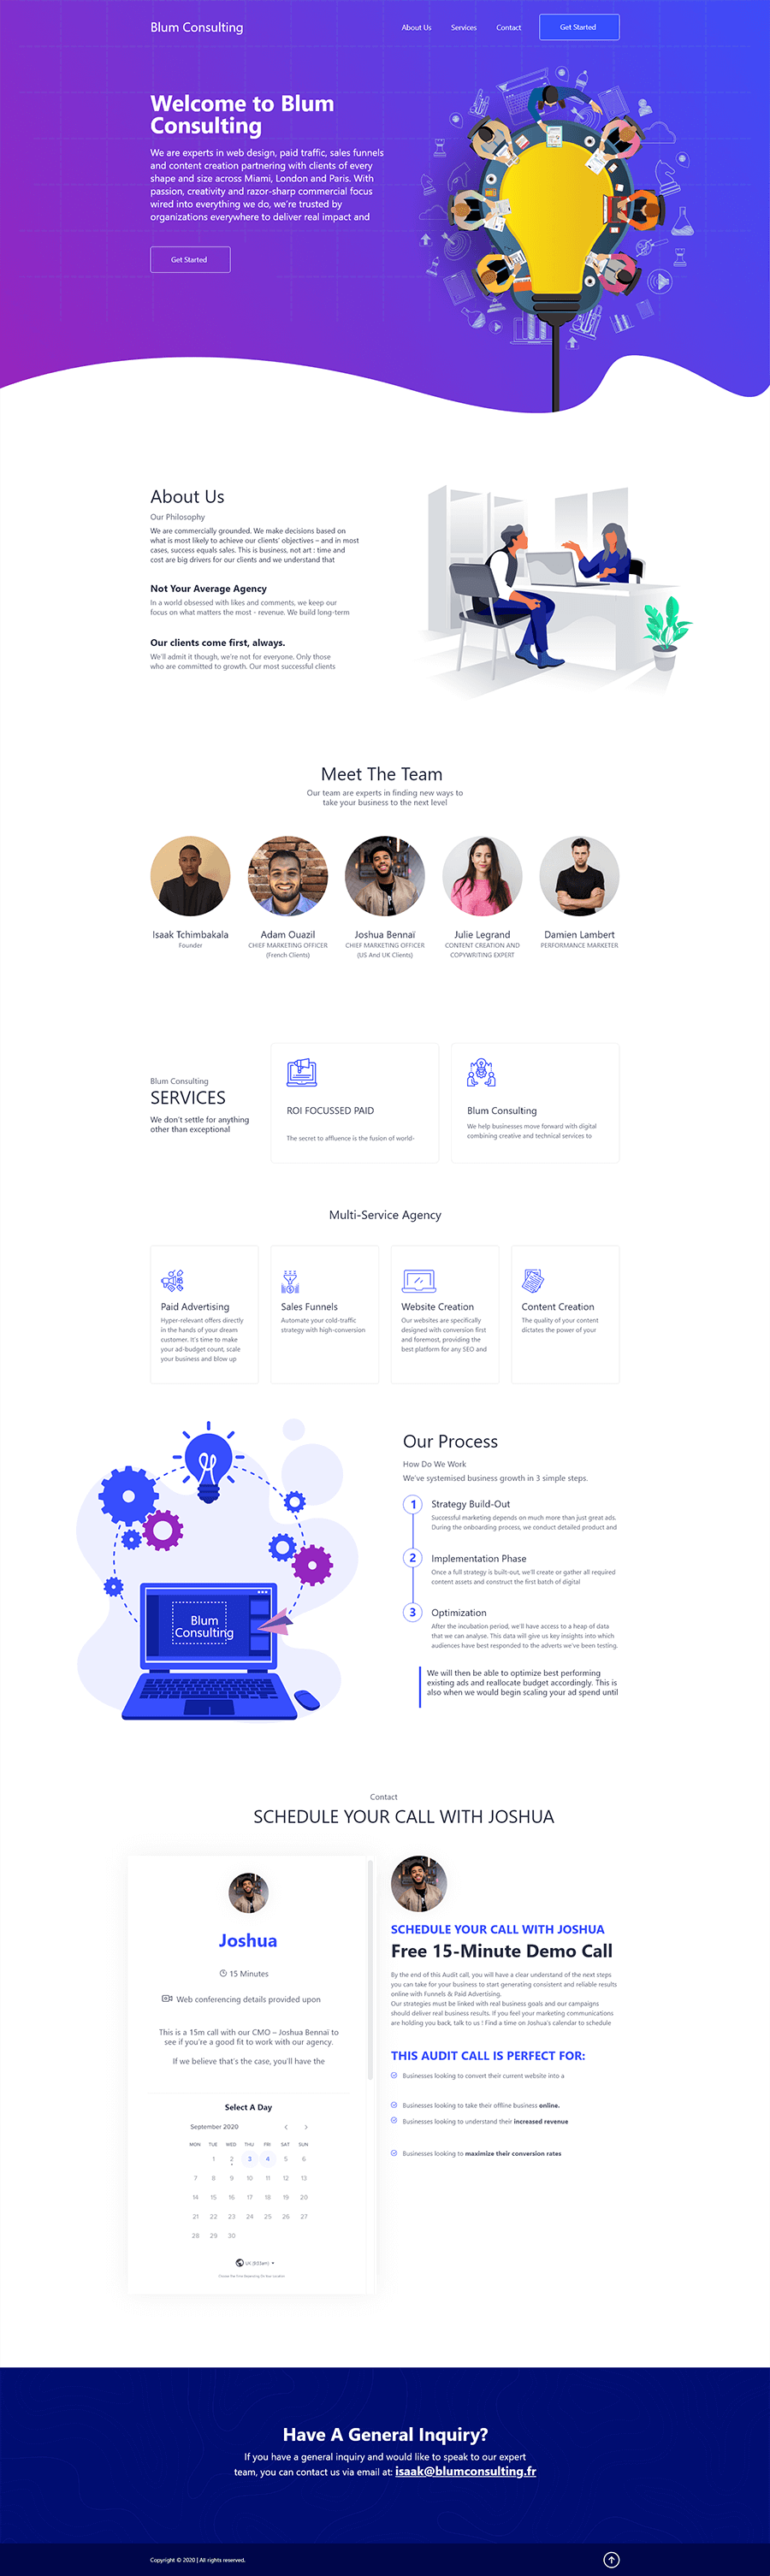 Blum Consulting
About Us
Services
Contact
Get Started
Welcome to Blum
Consulting
We are experts in web design, paid traffic, sales funnels
and content creation partnering with clients of every
shape and size across Miami, London and Paris. With
passion, creativity and razor-sharp commercial focus
wired into everything we do, we're trusted by
organizations everywhere to deliver real impact and
Get Started
About Us
Our Philosophy
We are commercially grounded. We make decisions based on
what is most likely to achieve our clients' objectives – and in most
cases, success equals sales. This is business, not art : time and
cost are big drivers for our clients and we understand that
Not Your Average Agency
In a world obsessed with likes and comments, we keep our
focus on what matters the most - revenue. We build long-term
Our clients come first, always.
We'll admit it though, we're not for everyone. Only those
who are committed to growth. Our most successful clients
Meet The Team
Our team are experts in finding new ways to
take your business to the next level
Isaak Tchimbakala
Founder
Adam Ouazil
CHIEF MARKETING OFFICER
(French Clients)
Joshua Bennaï
CHIEF MARKETING OFFICER
(US And UK Clients)
Julie Legrand
CONTENT CREATION AND
COPYWRITING EXPERT
Damien Lambert
PERFORMANCE MARKETER
Blum Consulting
SERVICES
We don't settle for anything
other than exceptional
ROI FOCUSSED PAID
The secret to affluence is the fusion of world-
Blum Consulting
We help businesses move forward with digital
combining creative and technical services to
Multi-Service Agency
Paid Advertising
Hyper-relevant offers directly
in the hands of your dream
customer. It's time to make
your ad-budget count, scale
your business and blow up
Sales Funnels
Automate your cold-traffic
strategy with high-conversion
Website Creation
Our websites are specifically
designed with conversion first
and foremost, providing the
best platform for any SEO and
Content Creation
The quality of your content
dictates the power of your
Blum
Consulting
Our Process
How Do We Work
We've systemised business growth in 3 simple steps.
1
Strategy Build-Out
Successful marketing depends on much more than just great ads.
During the onboarding process, we conduct detailed product and
2
Implementation Phase
Once a full strategy is built-out, we'll create or gather all required
content assets and construct the first batch of digital
3
Optimization
After the incubation period, we'll have access to a heap of data
that we can analyse. This data will give us key insights into which
audiences have best responded to the adverts we've been testing.
We will then be able to optimize best performing
existing ads and reallocate budget accordingly. This is
also when we would begin scaling your ad spend until
Contact
SCHEDULE YOUR CALL WITH JOSHUA
Joshua
15 Minutes
Web conferencing details provided upon
This is a 15m call with our CMO – Joshua Bennai to
see if you're a good fit to work with our agency.
If we believe that's the case, you'll have the
Select A Day
September 2020
MON TUE WED THU FRI SAT SUN
1 2 3 4 5 6
7 8 9 10 11 12 13
14 15 16 17 18 19 20
21 22 23 24 25 26 27
28 29 30
SCHEDULE YOUR CALL WITH JOSHUA
Free 15-Minute Demo Call
By the end of this Audit call, you will have a clear understand of the next steps
you can take for your business to start generating consistent and reliable results
online with Funnels & Paid Advertising.
Our strategies must be linked with real business goals and our campaigns
should deliver real business results. If you feel your marketing communications
are holding you back, talk to us ! Find a time on Joshua's calendar to schedule
THIS AUDIT CALL IS PERFECT FOR:
Businesses looking to convert their current website into a
Businesses looking to take their offline business online.
Businesses looking to understand their increased revenue
Businesses looking to maximize their conversion rates
Have A General Inquiry?
If you have a general inquiry and would like to speak to our expert
team, you can contact us via email at: isaak@blumconsulting.fr
Copyright © 2020 | All rights reserved.